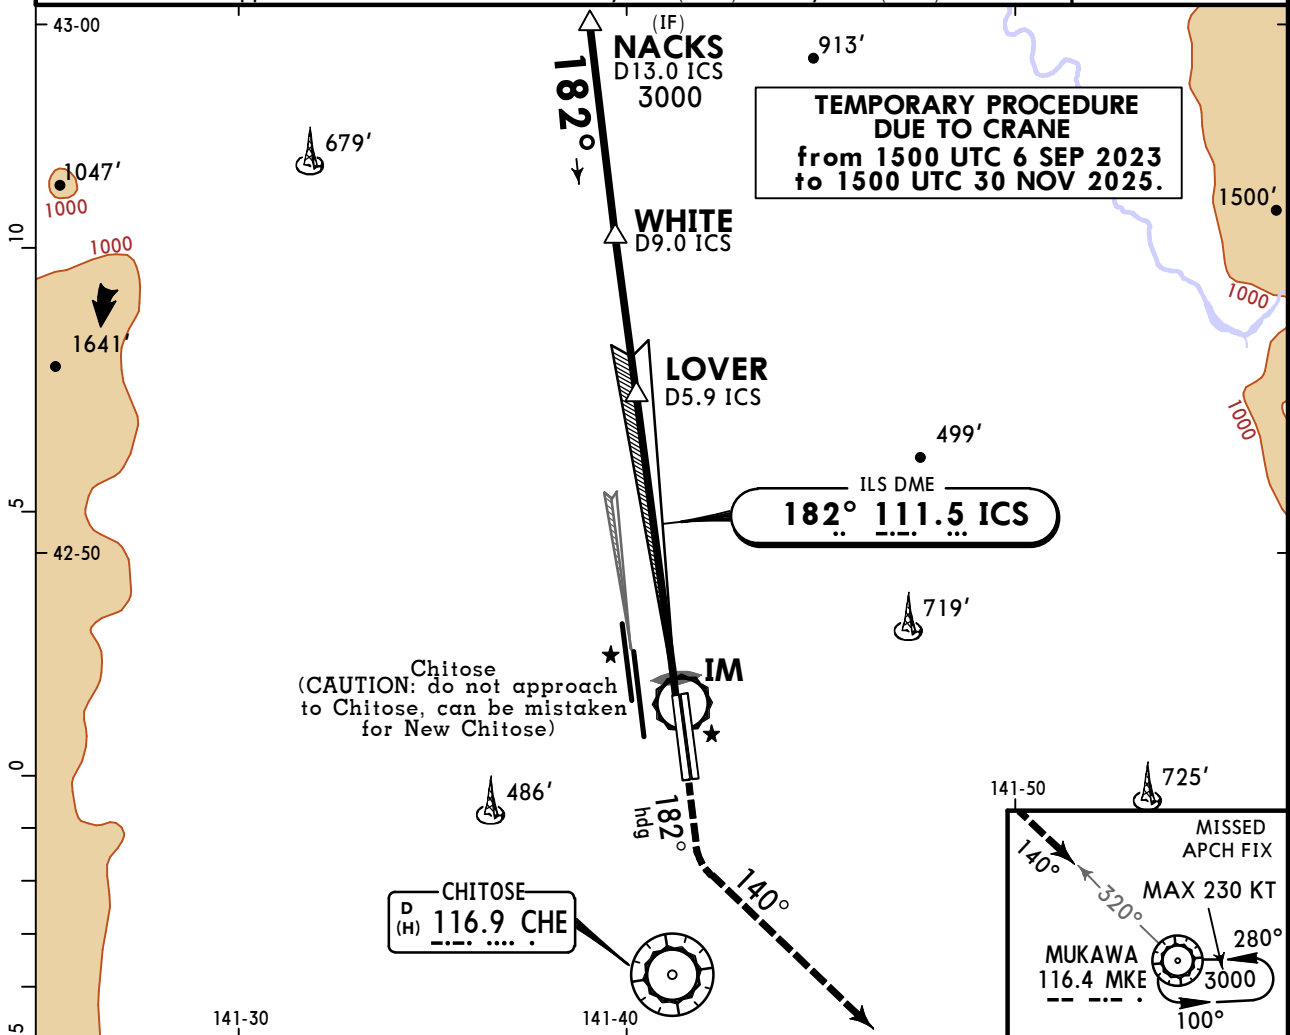 43-00
(IF)
NACKS
D13.0 ICS
3000
182°
913'
TEMPORARY PROCEDURE
DUE TO CRANE
from 1500 UTC 6 SEP 2023
to 1500 UTC 30 NOV 2025.
679'
1047'
1000
1500'
10
1000
WHITE
D9.0 ICS
1000
1641'
LOVER
D5.9 ICS
1000
499'
ILS DME
182° 111.5 ICS
5
42-50
719'
IM
Chitose
(CAUTION: do not approach
to Chitose, can be mistaken
for New Chitose)
0
486'
182°
hdg
141-50
725'
MISSED
APCH FIX
140°
MAX 230 KT
320°
280°
MUKAWA
116.4 MKE
3000
100°
140°
CHITOSE
D
(H) 116.9 CHE
5
141-30
141-40